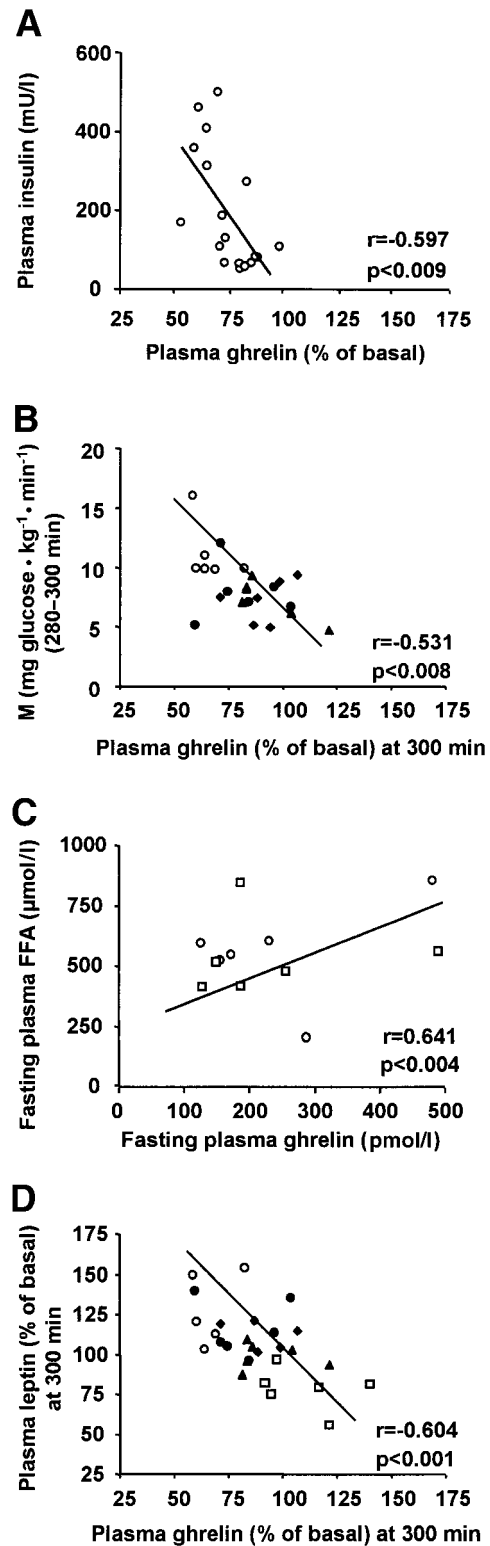 A
Plasma insulin (mU/l)
600
400
200
0
r=-0.597
p<0.009
25 50 75 100 125 150 175
Plasma ghrelin (% of basal)
B
M (mg glucose • kg-1 • min-1)
(280–300 min)
20
15
10
5
0
r=-0.531
p<0.008
25 50 75 100 125 150 175
Plasma ghrelin (% of basal) at 300 min
C
Fasting plasma FFA (µmol/l)
1000
750
500
250
0
r=0.641
p<0.004
0 100 200 300 400 500
Fasting plasma ghrelin (pmol/l)
D
Plasma leptin (% of basal)
at 300 min
175
150
125
100
75
50
25
r=-0.604
p<0.001
25 50 75 100 125 150 175
Plasma ghrelin (% of basal) at 300 min